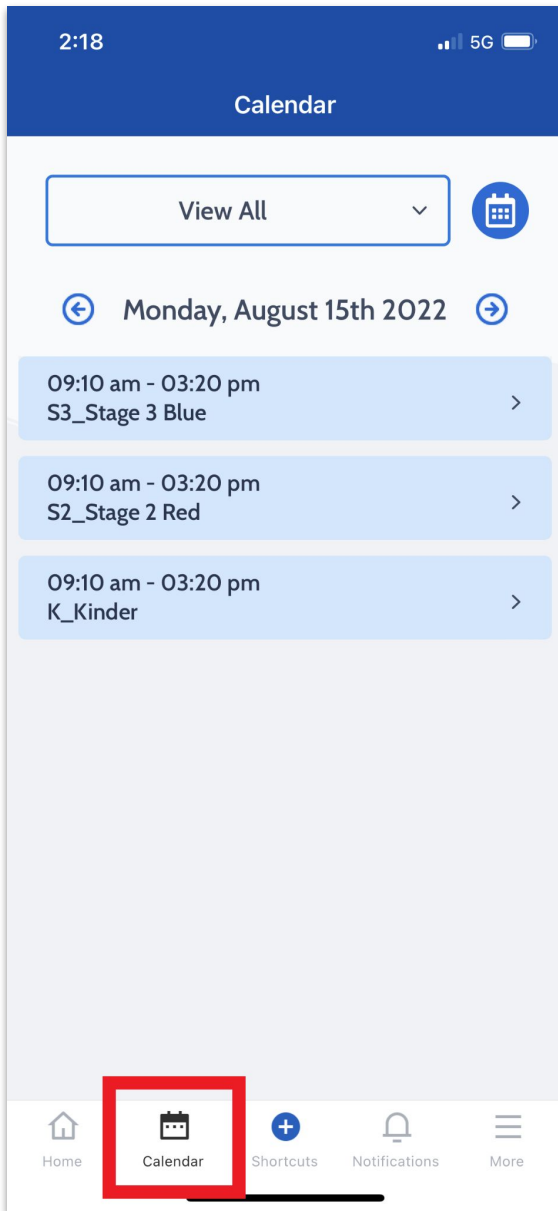 2:18
5G
Calendar
View All
Monday, August 15th 2022
09:10 am - 03:20 pm
S3_Stage 3 Blue
09:10 am - 03:20 pm
S2_Stage 2 Red
09:10 am - 03:20 pm
K_Kinder
Home
Calendar
Shortcuts
Notifications
More